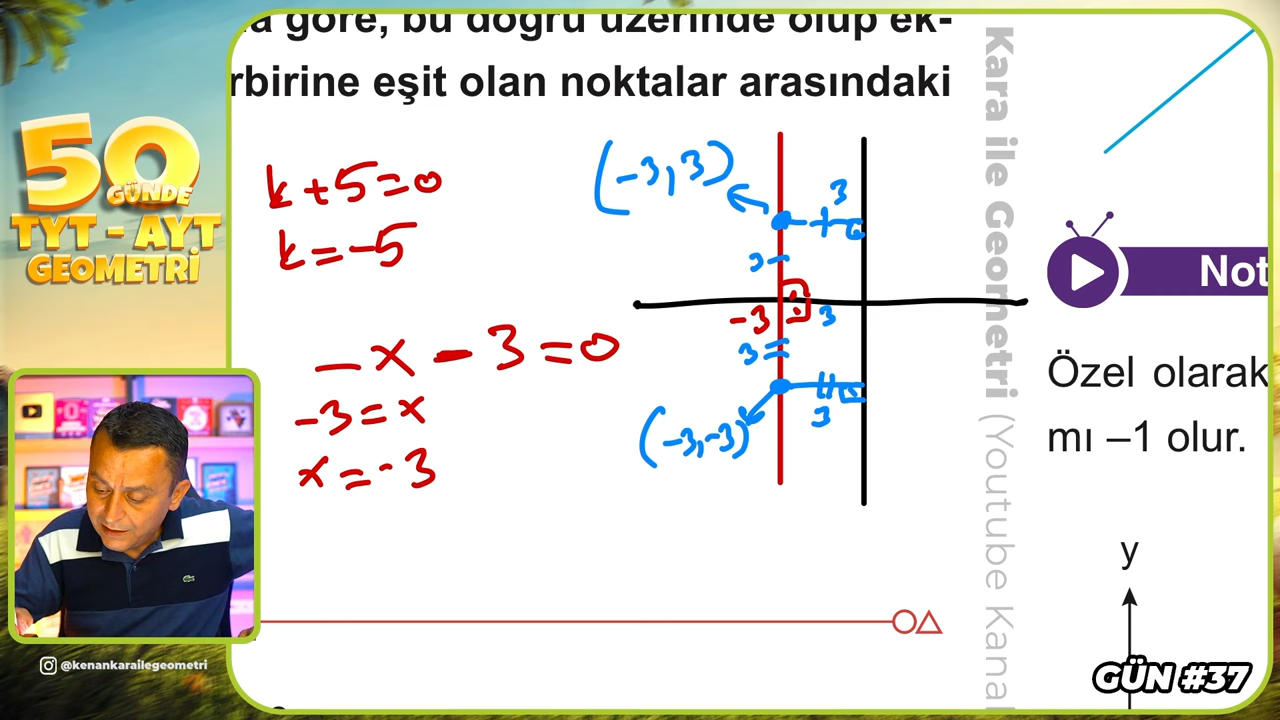 a göre, bu doğru üzerinde olup ek-
rbirine eşit olan noktalar arasındaki
50
GÜNDE
TYT - AYT
GEOMETRİ
k+5=0
k=-5
-x-3=0
-3=x
x=-3
(-3,3)
3
3
-3
3
3
3
(-3,-3)
Kara ile Geometri (Youtube Kanal
Not
Özel olarak
mı –1 olur.
y
@kenankarailegeometri
GÜN #37